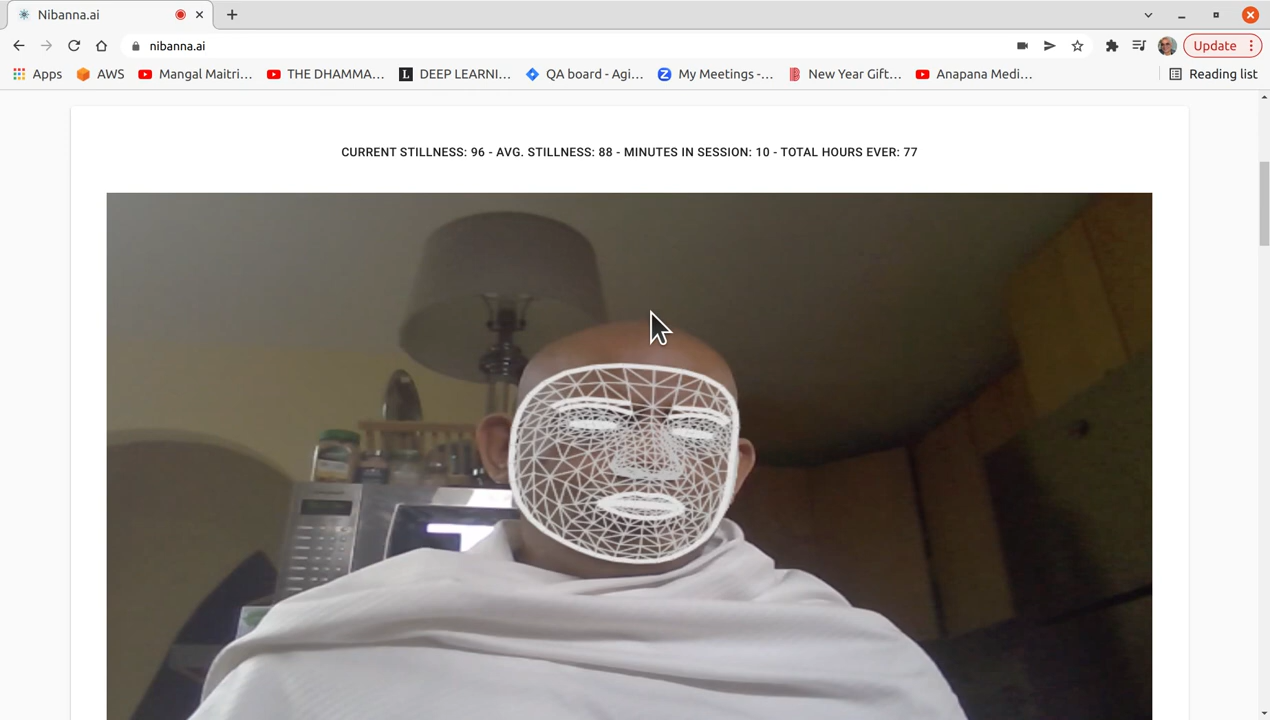 Nibanna.ai
nibanna.ai
Update
Apps
AWS
Mangal Maitri...
THE DHAMMA...
L
DEEP LEARNI...
QA board - Agi...
Z
My Meetings -...
B
New Year Gift...
Anapana Medi...
Reading list
CURRENT STILLNESS: 96 - AVG. STILLNESS: 88 - MINUTES IN SESSION: 10 - TOTAL HOURS EVER: 77